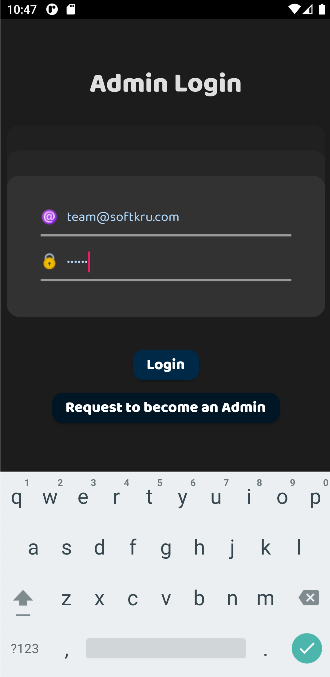 10:47
Admin Login
@ team@softkru.com
••••••
Login
Request to become an Admin
1 2 3 4 5 6 7 8 9 0
q w e r t y u i o p
a s d f g h j k l
z x c v b n m
?123 , .